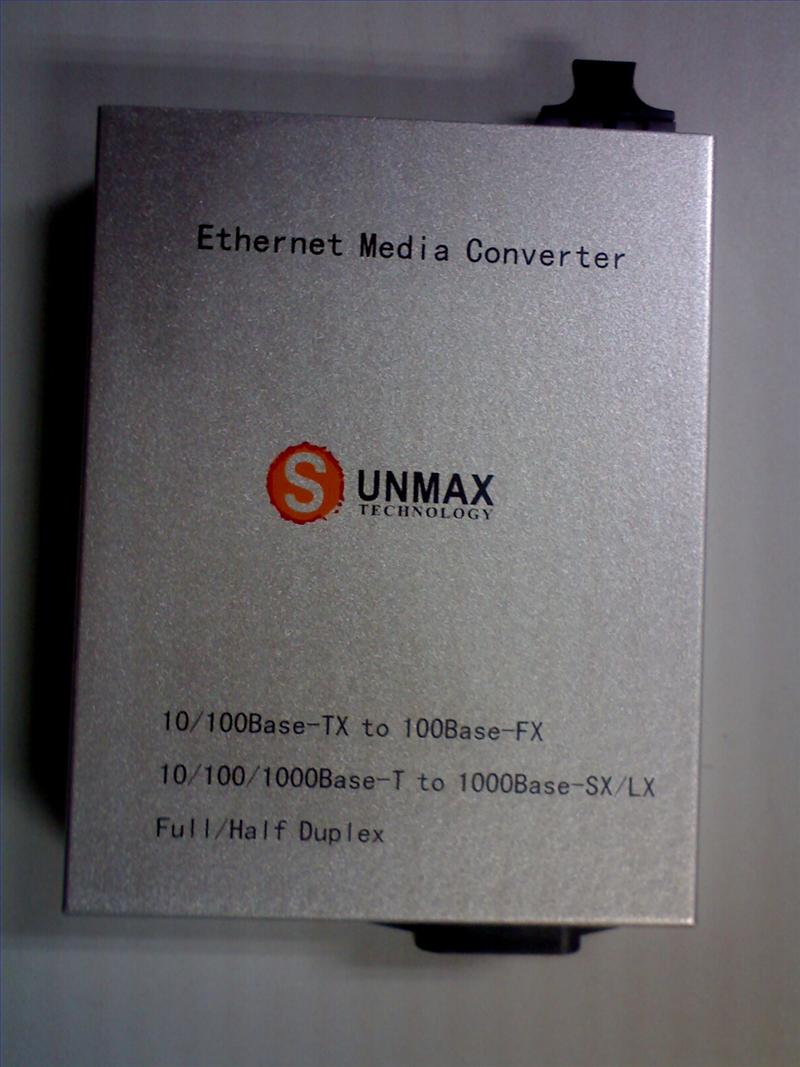 Ethernet Media Converter
SUNMAX
TECHNOLOGY
10/100Base-TX to 100Base-FX
10/100/1000Base-T to 1000Base-SX/LX
Full/Half Duplex